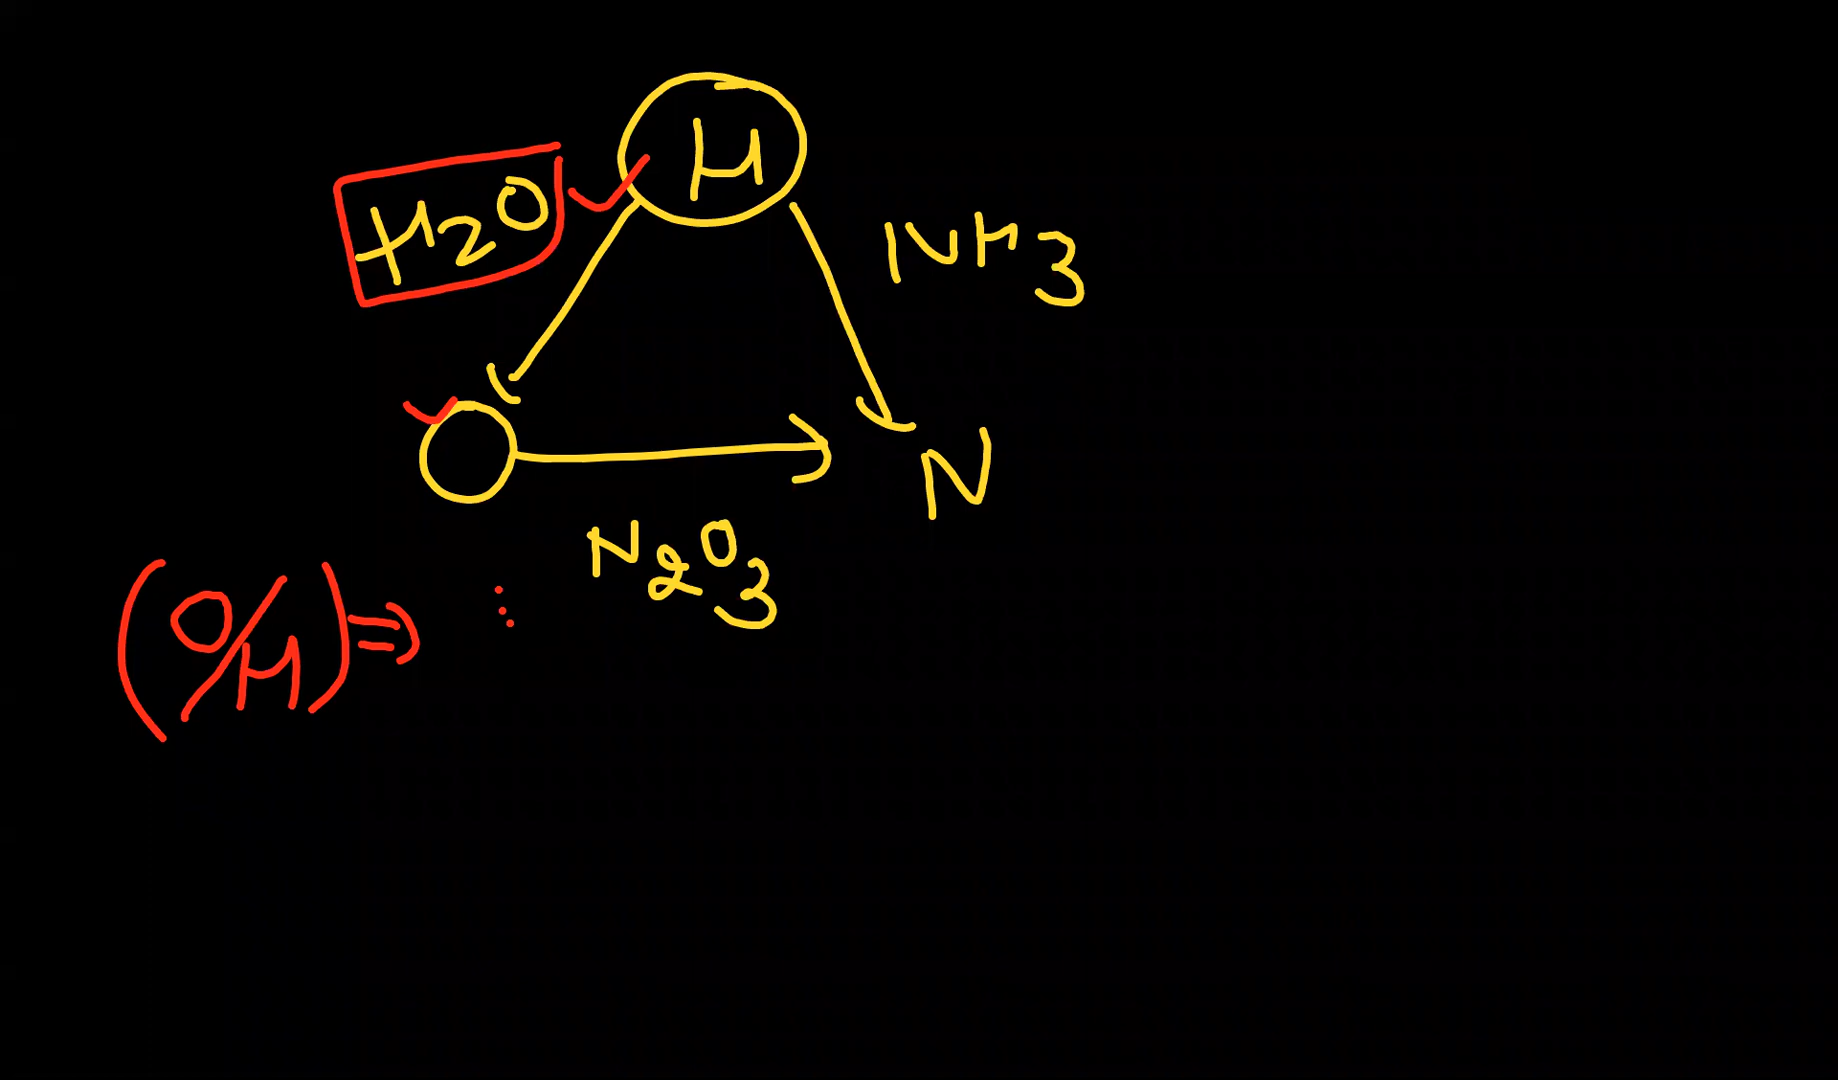 H
H2O
NH3
O
N
N2O3
(O/H) ⇒ :